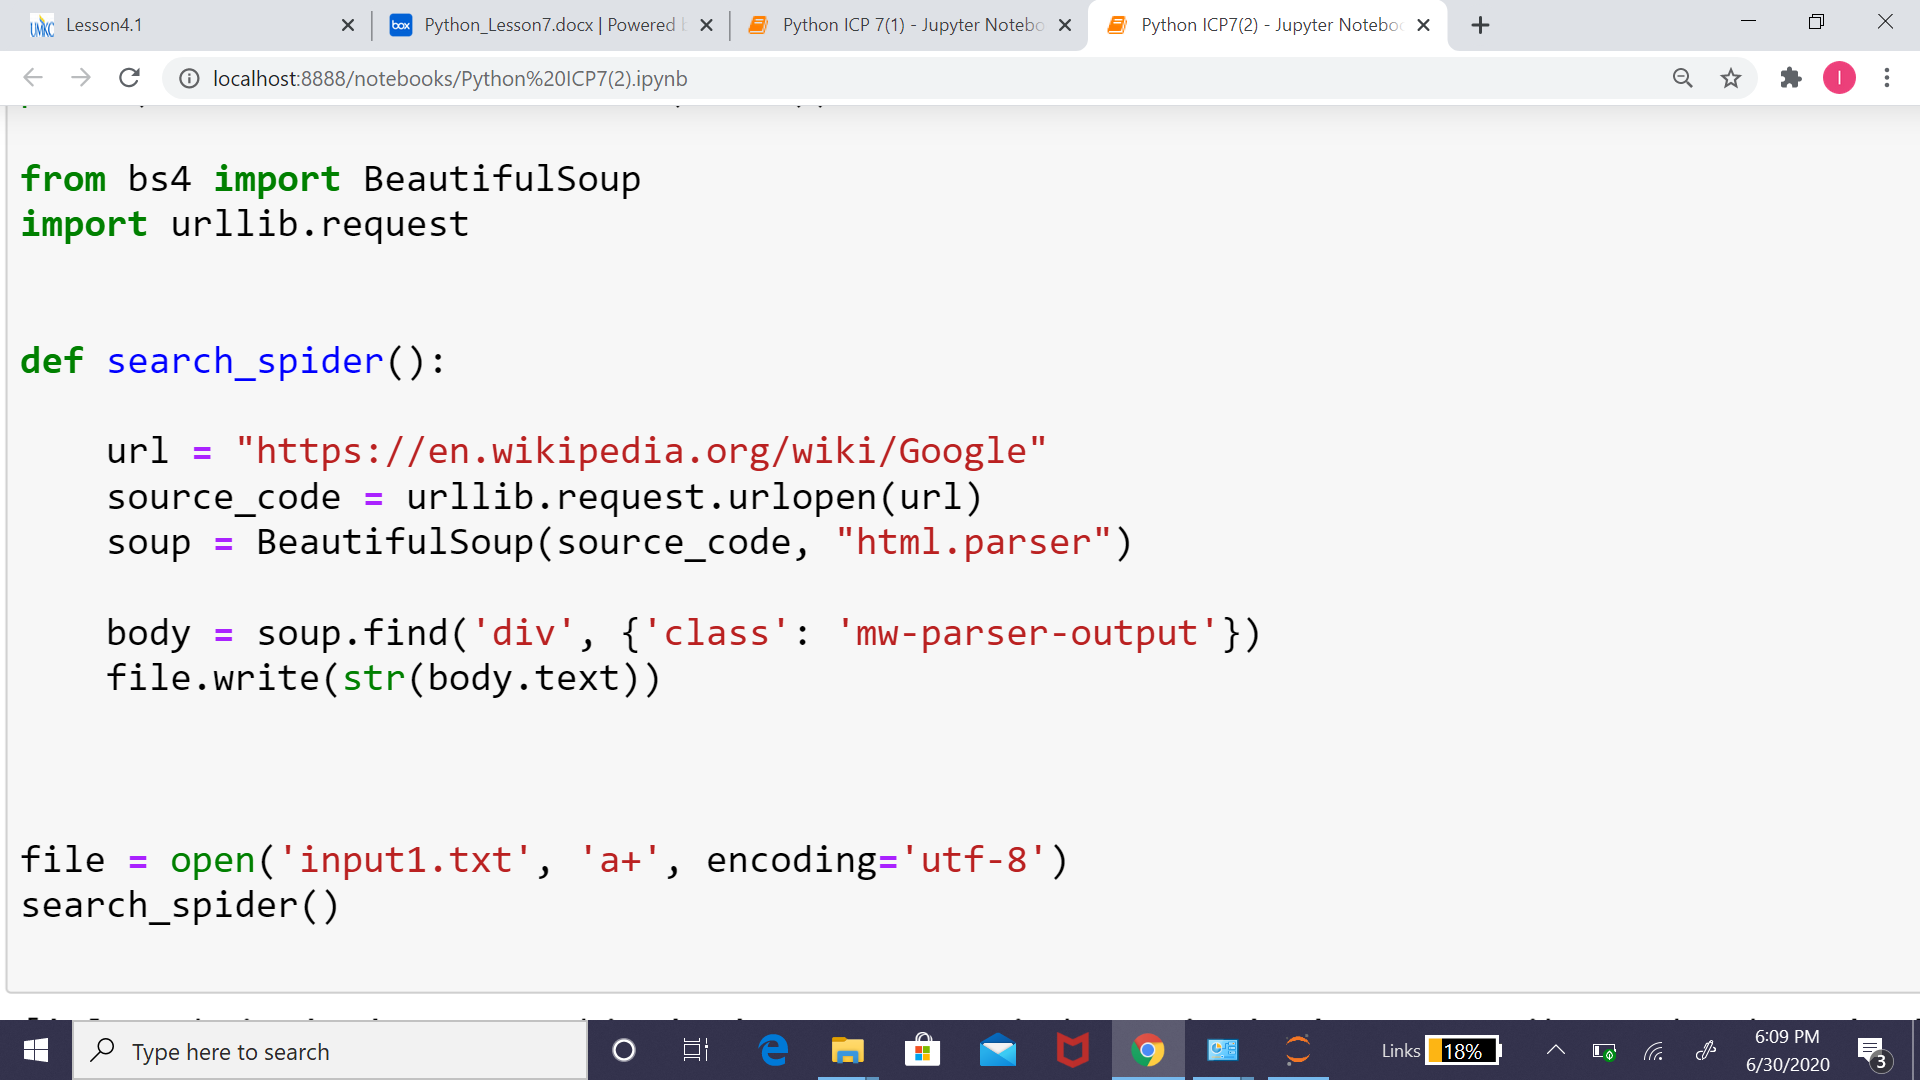 UMKC Lesson4.1
box Python_Lesson7.docx | Powered
Python ICP 7(1) - Jupyter Notebo
Python ICP7(2) - Jupyter Noteboo
localhost:8888/notebooks/Python%20ICP7(2).ipynb
I
from bs4 import BeautifulSoup
import urllib.request
def search_spider():
url = "https://en.wikipedia.org/wiki/Google"
source_code = urllib.request.urlopen(url)
soup = BeautifulSoup(source_code, "html.parser")
body = soup.find('div', {'class': 'mw-parser-output'})
file.write(str(body.text))
file = open('input1.txt', 'a+', encoding='utf-8')
search_spider()
Type here to search
Links
18%
6:09 PM
6/30/2020
3